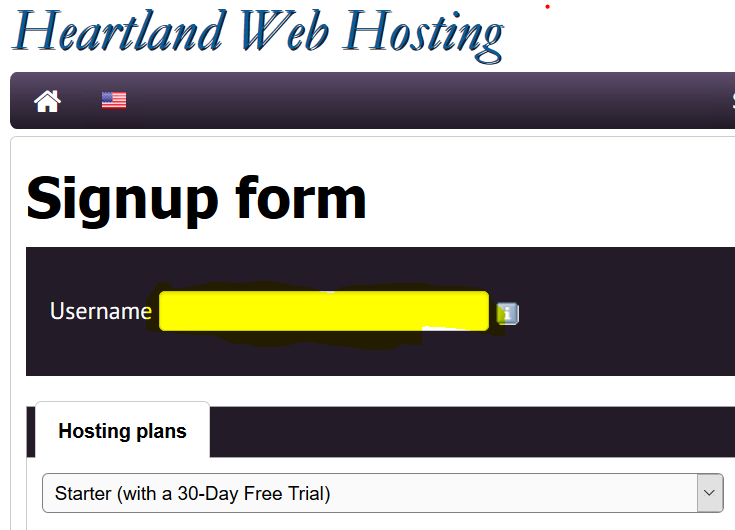 Heartland Web Hosting
Signup form
Username
Hosting plans
Starter (with a 30-Day Free Trial)